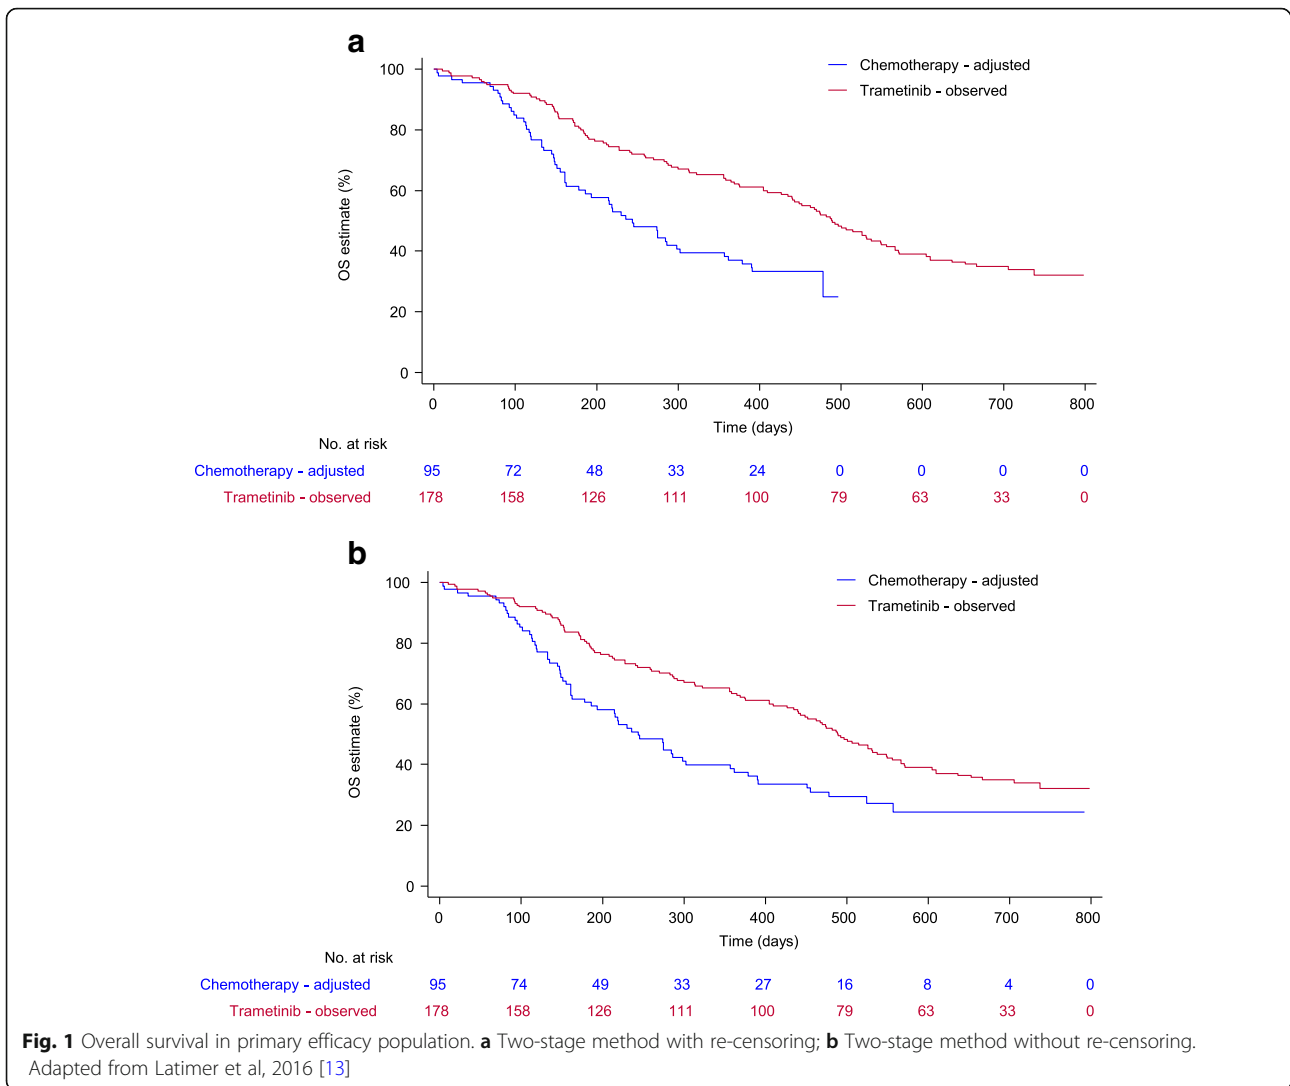 a
Chemotherapy - adjusted
Trametinib - observed
100
80
60
40
20
0
OS estimate (%)
0 100 200 300 400 500 600 700 800
Time (days)
No. at risk
Chemotherapy - adjusted 95 72 48 33 24 0 0 0 0
Trametinib - observed 178 158 126 111 100 79 63 33 0
b
Chemotherapy - adjusted
Trametinib - observed
100
80
60
40
20
0
OS estimate (%)
0 100 200 300 400 500 600 700 800
Time (days)
No. at risk
Chemotherapy - adjusted 95 74 49 33 27 16 8 4 0
Trametinib - observed 178 158 126 111 100 79 63 33 0
Fig. 1 Overall survival in primary efficacy population. a Two-stage method with re-censoring; b Two-stage method without re-censoring.
Adapted from Latimer et al, 2016 [13]